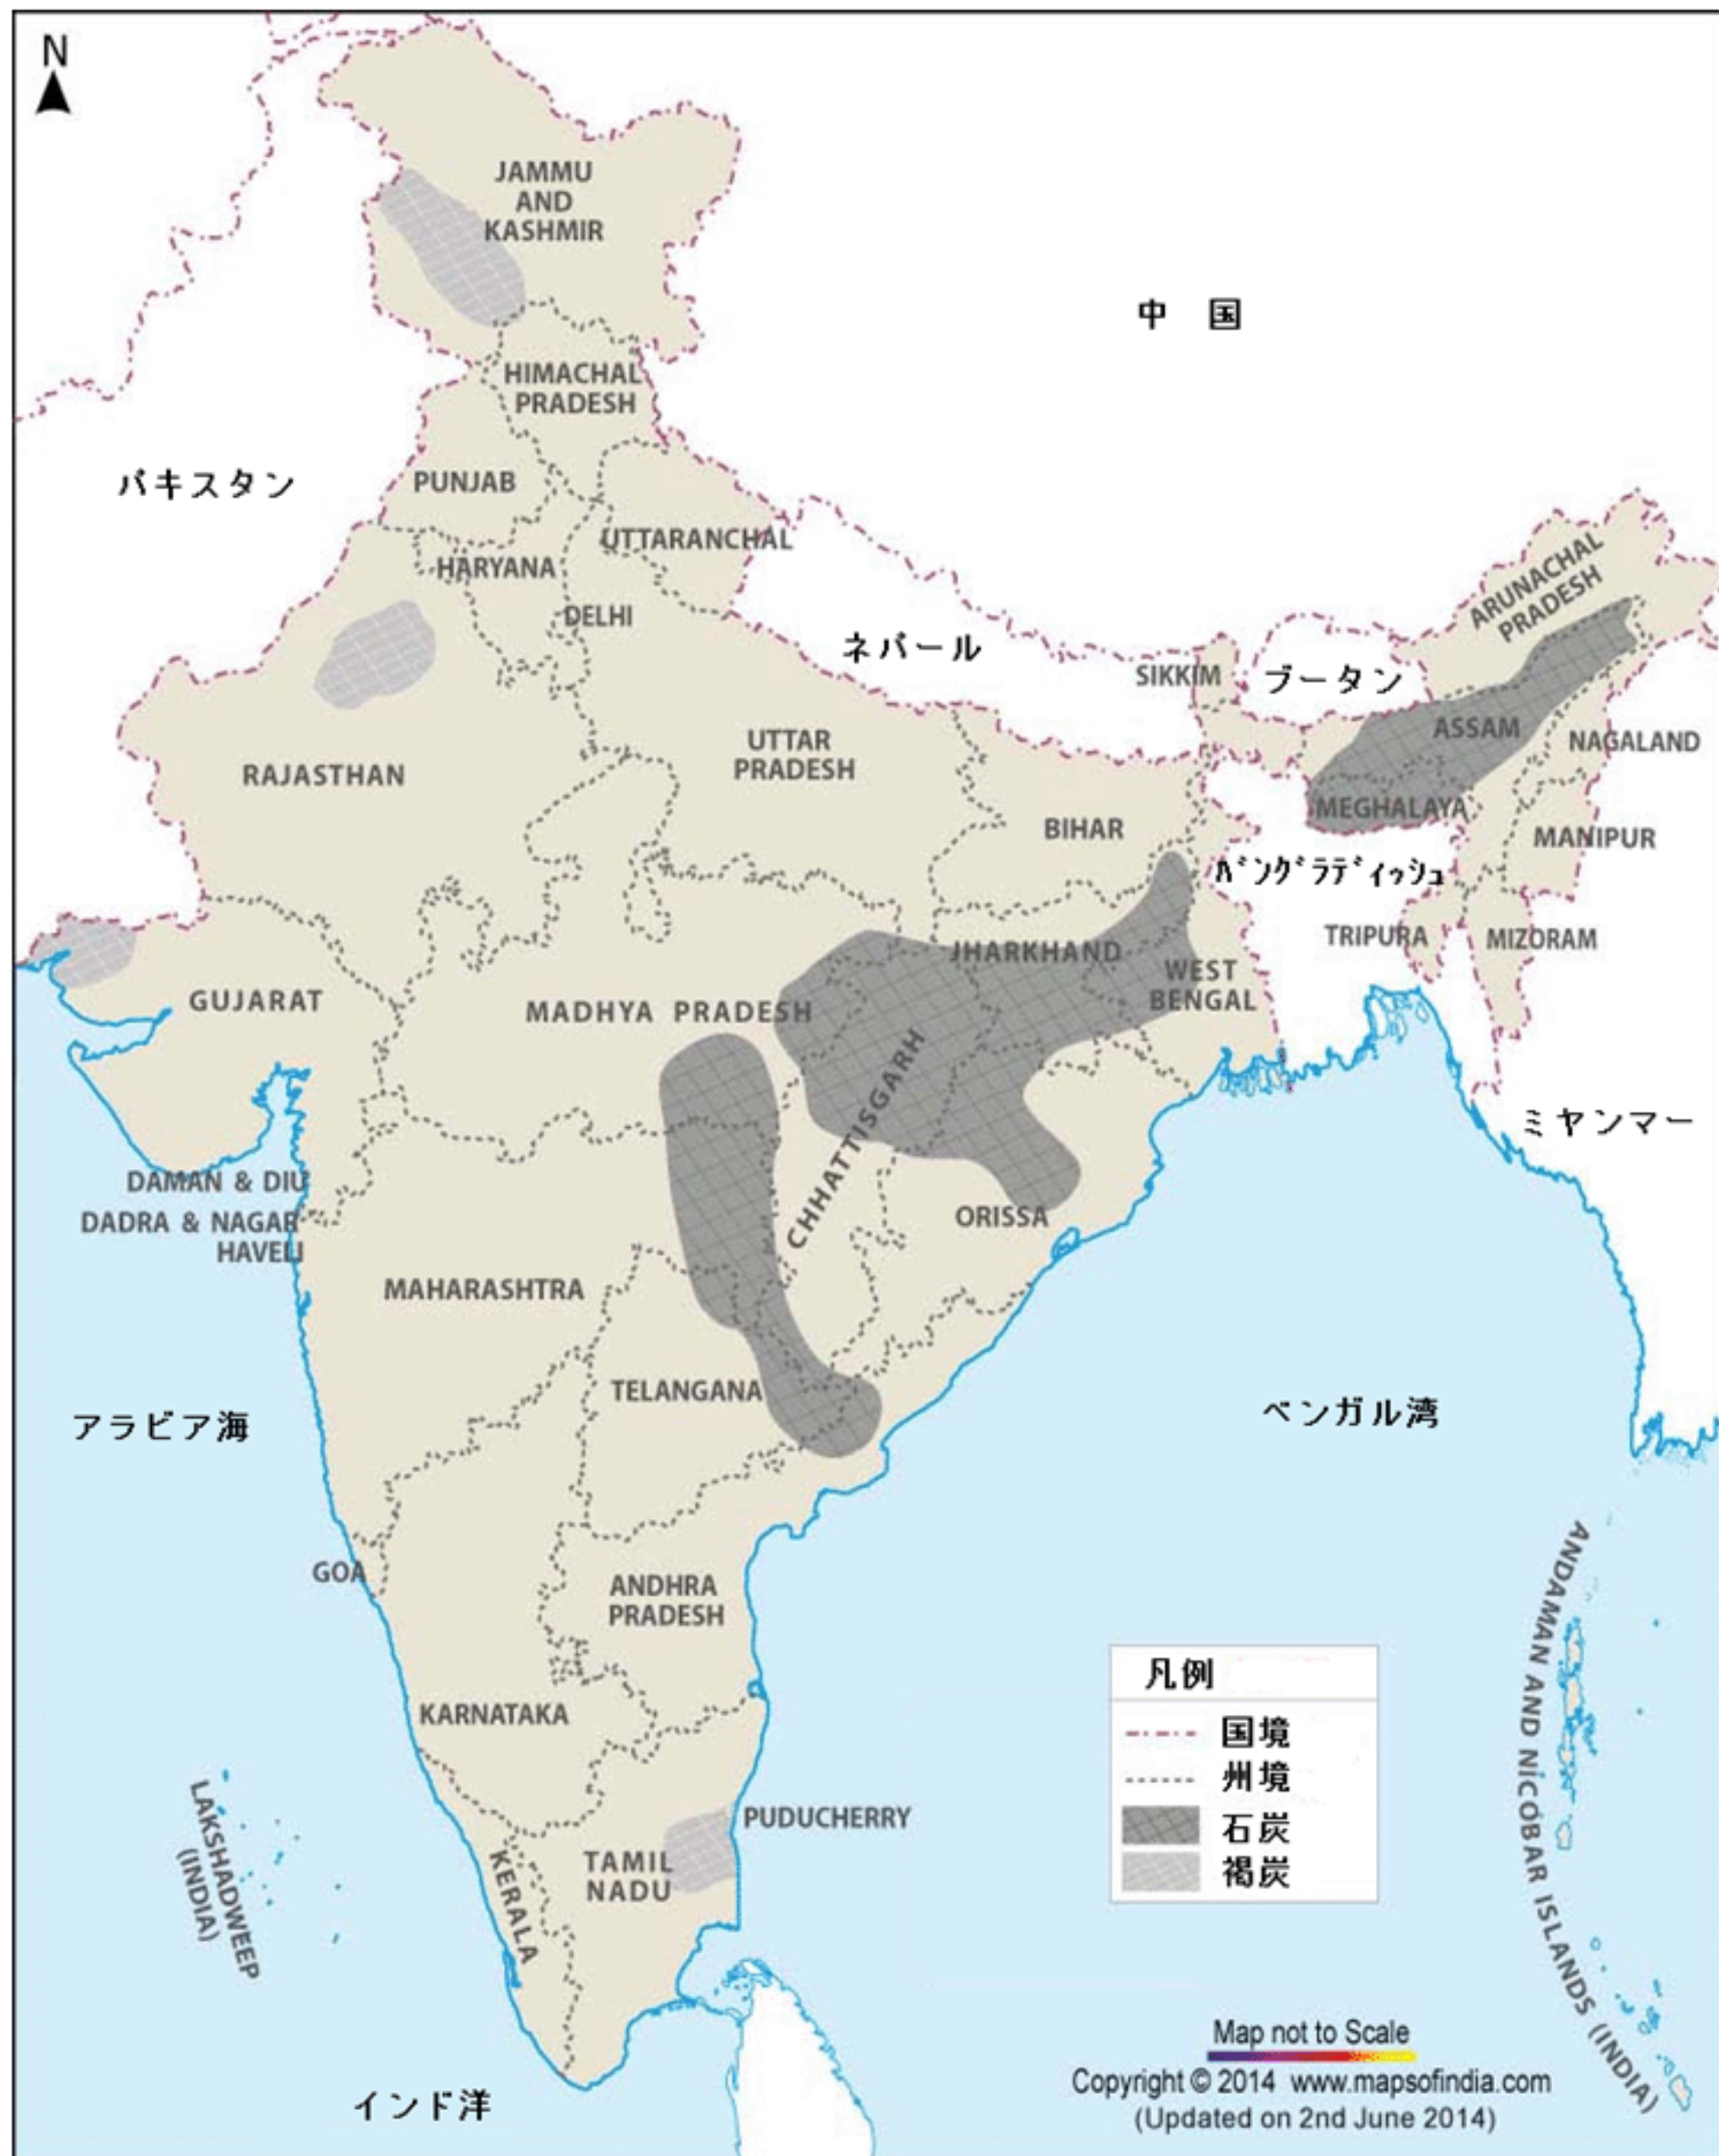 N
JAMMU
AND
KASHMIR
中 国
HIMACHAL
PRADESH
パキスタン
PUNJAB
UTTARANCHAL
HARYANA
DELHI
ARUNACHAL
PRADESH
ネパール
SIKKIM
ブータン
ASSAM
NAGALAND
UTTAR
PRADESH
RAJASTHAN
MEGHALAYA
BIHAR
MANIPUR
ﾊﾞﾝｸﾞﾗﾃﾞｨｯｼｭ
TRIPURA
MIZORAM
JHARKHAND
WEST
BENGAL
GUJARAT
MADHYA PRADESH
CHHATTISGARH
ミャンマー
DAMAN & DIU
DADRA & NAGAR
HAVELI
ORISSA
MAHARASHTRA
TELANGANA
アラビア海
ベンガル湾
GOA
ANDHRA
PRADESH
ANDAMAN AND NICOBAR ISLANDS (INDIA)
凡例
国境
州境
石炭
褐炭
KARNATAKA
LAKSHADWEEP
(INDIA)
PUDUCHERRY
TAMIL
NADU
KERALA
Map not to Scale
Copyright © 2014 www.mapsofindia.com
(Updated on 2nd June 2014)
インド洋